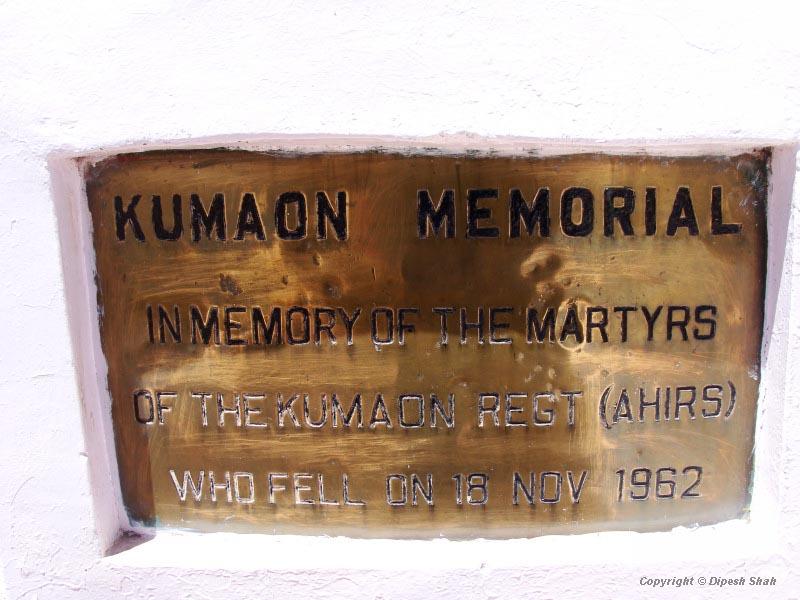 KUMAON MEMORIAL
IN MEMORY OF THE MARTYRS
OF THE KUMAON REGT (AHIRS)
WHO FELL ON 18 NOV 1962
Copyright © Dipesh Shah